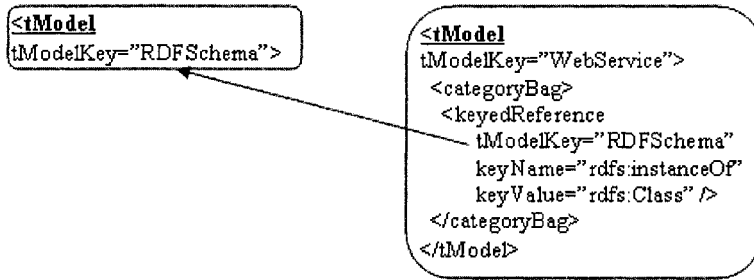 <tModel
tModelKey="RDFSchema">
<tModel
tModelKey="WebService">
<categoryBag>
<keyedReference
tModelKey="RDFSchema"
keyName="rdfs:instanceOf"
keyValue="rdfs:Class" />
</categoryBag>
</tModel>